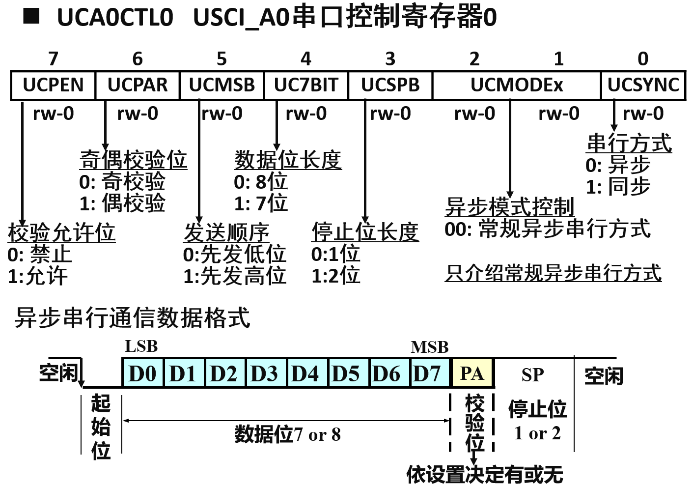 ■ UCA0CTL0 USCI_A0串口控制寄存器0
7 6 5 4 3 2 1 0
UCPEN UCPAR UCMSB UC7BIT UCSPB UCMODEx UCSYNC
rw-0 rw-0 rw-0 rw-0 rw-0 rw-0 rw-0 rw-0
奇偶校验位
0: 奇校验
1: 偶校验
数据位长度
0: 8位
1: 7位
串行方式
0: 异步
1: 同步
校验允许位
0: 禁止
1:允许
发送顺序
0:先发低位
1:先发高位
停止位长度
0:1位
1:2位
异步模式控制
00: 常规异步串行方式
只介绍常规异步串行方式
异步串行通信数据格式
LSB MSB
空闲 D0 D1 D2 D3 D4 D5 D6 D7 PA SP 空闲
起始位
数据位7 or 8
校验位
停止位
1 or 2
依设置决定有或无